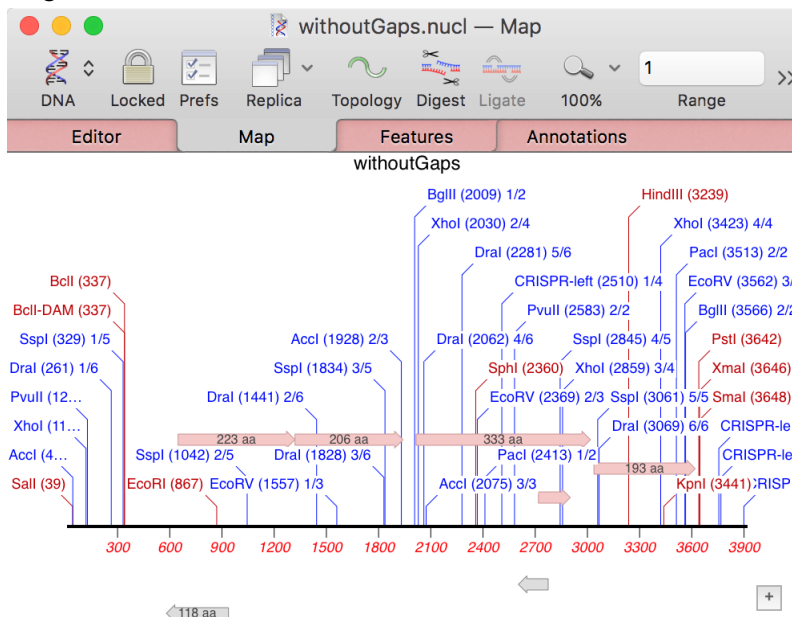 withoutGaps.nucl — Map
DNA Locked Prefs Replica Topology Digest Ligate 100% 1 Range
Editor Map Features Annotations
withoutGaps
BglII (2009) 1/2 HindIII (3239)
XhoI (2030) 2/4 XhoI (3423) 4/4
DraI (2281) 5/6 PacI (3513) 2/2
BclI (337) CRISPR-left (2510) 1/4 EcoRV (3562) 3/
BclI-DAM (337) PvuII (2583) 2/2 BglII (3566) 2/2
SspI (329) 1/5 AccI (1928) 2/3 DraI (2062) 4/6 SspI (2845) 4/5 PstI (3642)
DraI (261) 1/6 SspI (1834) 3/5 SphI (2360) XhoI (2859) 3/4 XmaI (3646)
PvuII (12… DraI (1441) 2/6 EcoRV (2369) 2/3 SspI (3061) 5/5 SmaI (3648)
XhoI (11… DraI (3069) 6/6 CRISPR-le
223 aa 206 aa 333 aa
AccI (4… SspI (1042) 2/5 DraI (1828) 3/6 PacI (2413) 1/2 CRISPR-le
193 aa
SalI (39) EcoRI (867) EcoRV (1557) 1/3 AccI (2075) 3/3 KpnI (3441) CRISP
300 600 900 1200 1500 1800 2100 2400 2700 3000 3300 3600 3900
118 aa